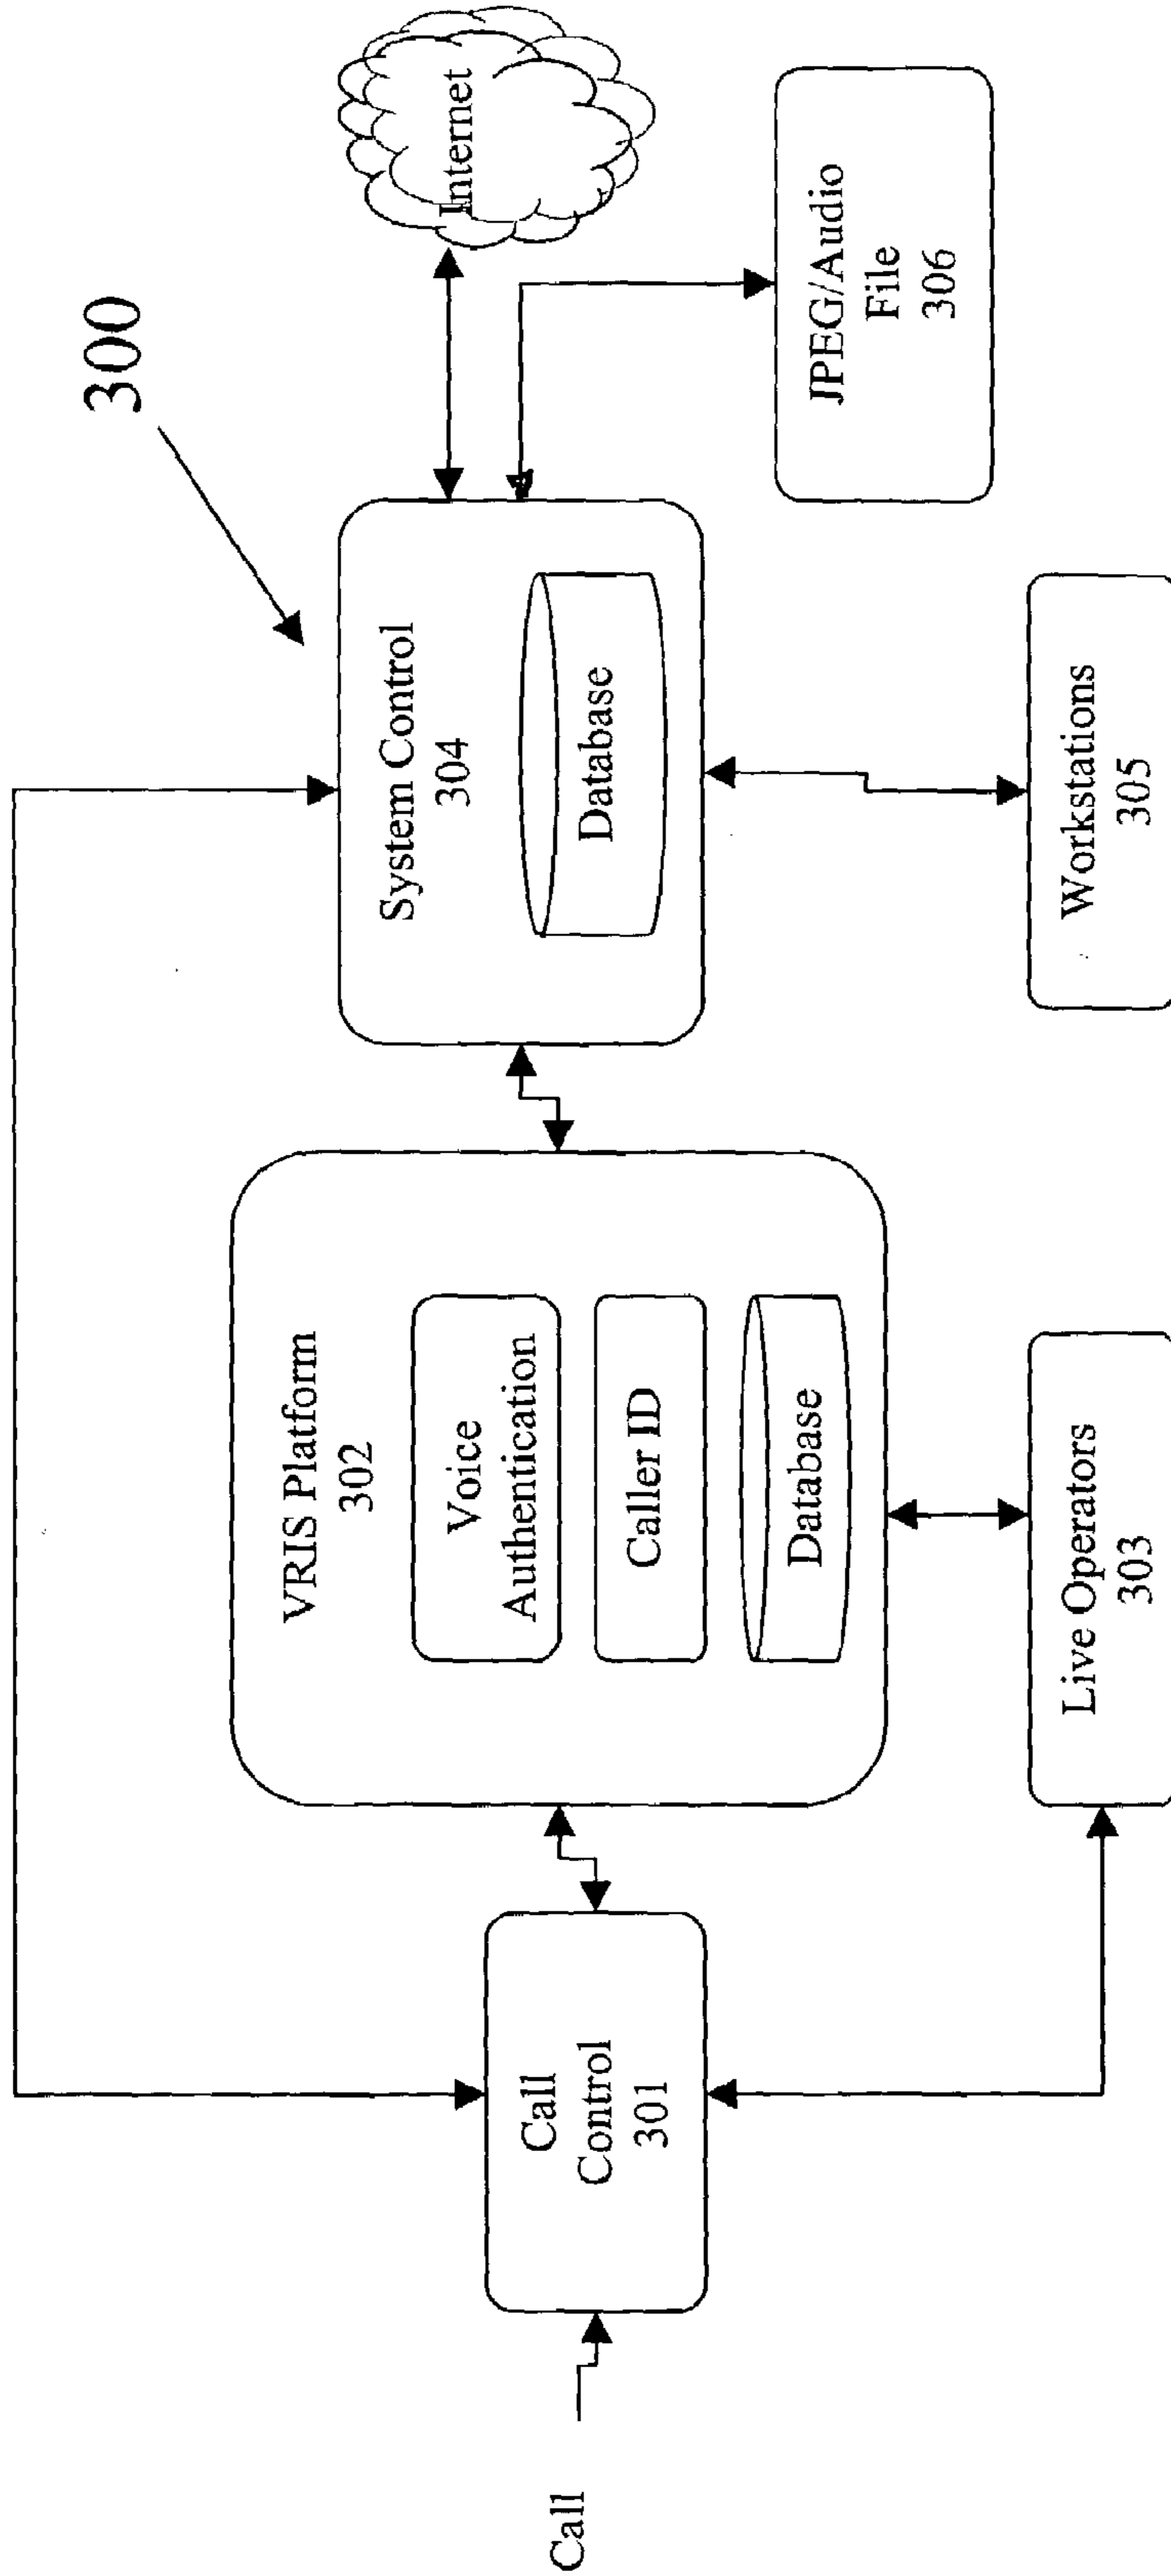 300
Call
Call
Control
301
VRIS Platform
302
Voice
Authentication
Caller ID
Database
Live Operators
303
System Control
304
Database
Workstations
305
Internet
JPEG/Audio
File
306